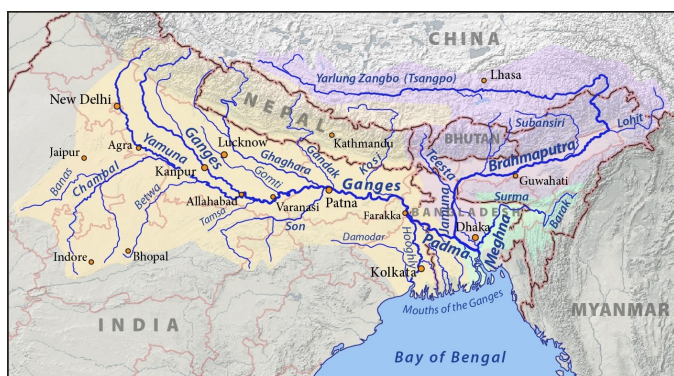 CHINA
Yarlung Zangbo (Tsangpo)
Lhasa
New Delhi
NEPAL
Kathmandu
BHUTAN
Subansiri
Lohit
Brahmaputra
Guwahati
Teesta
Jaipur
Agra
Yamuna
Ganges
Lucknow
Ghaghara
Gandak
Kosi
Kanpur
Gomti
Banas
Chambal
Betwa
Allahabad
Varanasi
Patna
Ganges
Farakka
BANGLADESH
Jamuna
Surma
Barak
Tamsa
Son
Damodar
Hooghly
Padma
Dhaka
Meghna
Indore
Bhopal
Kolkata
Mouths of the Ganges
INDIA
MYANMAR
Bay of Bengal